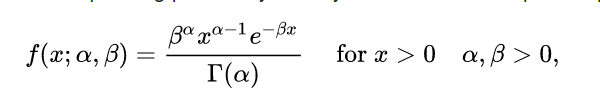 f(x; α, β) = β^α x^{α−1} e^{−βx} / Γ(α) for x > 0 α, β > 0,